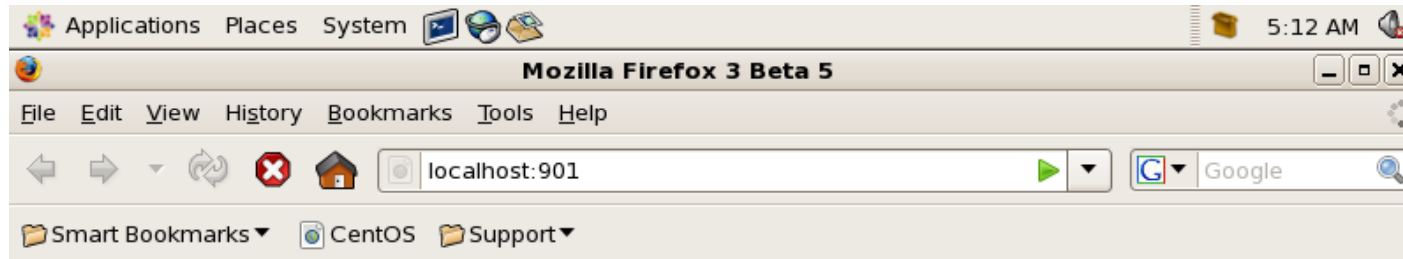 Applications Places System 5:12 AM
Mozilla Firefox 3 Beta 5
File Edit View History Bookmarks Tools Help
localhost:901 G Google
Smart Bookmarks CentOS Support